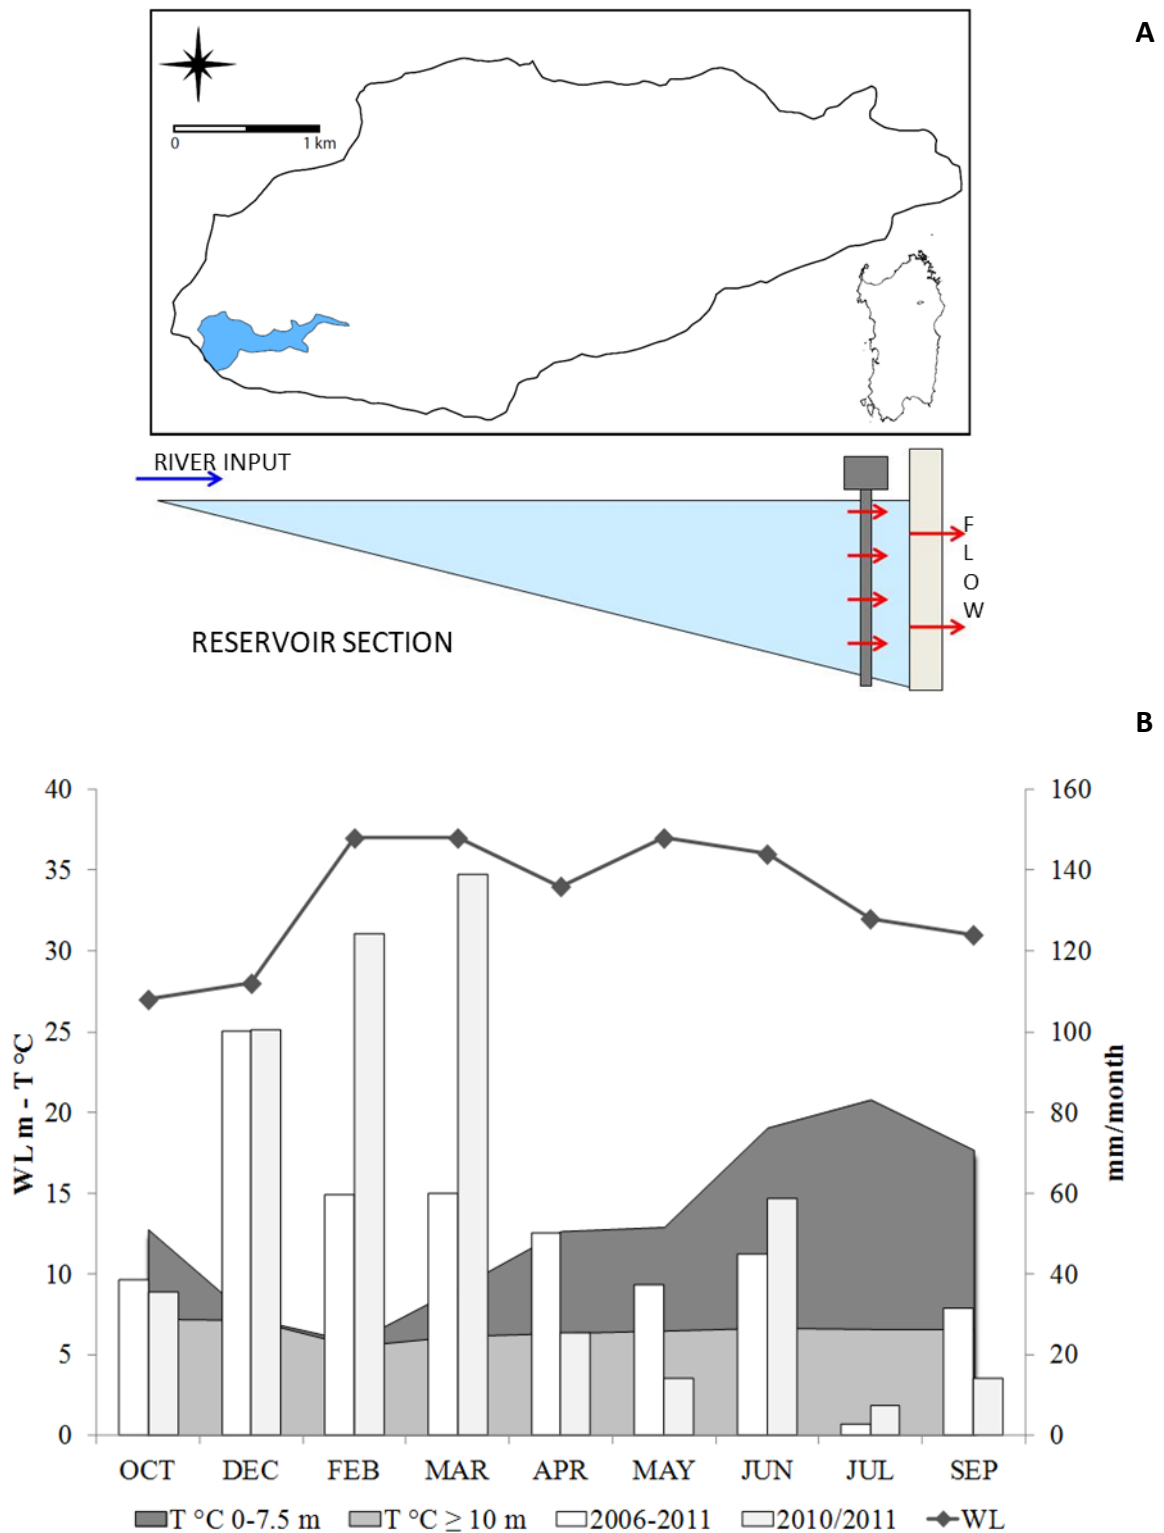 A
0 1 km
RIVER INPUT
F
L
O
W
RESERVOIR SECTION
B
40 160
35 140
30 120
25 100
20 80
15 60
10 40
5 20
0 0
WL m - T °C
mm/month
OCT DEC FEB MAR APR MAY JUN JUL SEP
T °C 0-7.5 m T °C ≥ 10 m 2006-2011 2010/2011 WL